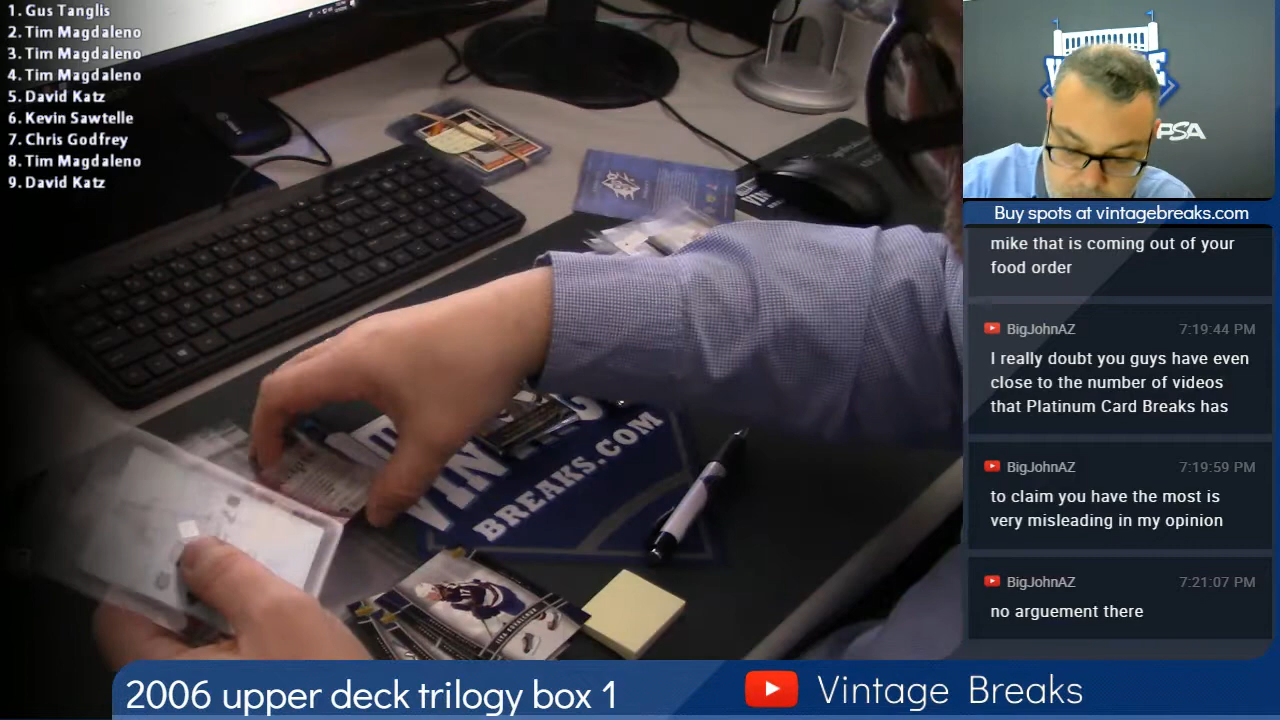 1. Gus Tanglis
2. Tim Magdaleno
3. Tim Magdaleno
4. Tim Magdaleno
5. David Katz
6. Kevin Sawtelle
7. Chris Godfrey
8. Tim Magdaleno
9. David Katz
PSA
Buy spots at vintagebreaks.com
mike that is coming out of your
food order
BigJohnAZ 7:19:44 PM
I really doubt you guys have even
close to the number of videos
that Platinum Card Breaks has
BigJohnAZ 7:19:59 PM
to claim you have the most is
very misleading in my opinion
BigJohnAZ 7:21:07 PM
no arguement there
VIN
BREAKS.COM
2006 upper deck trilogy box 1
Vintage Breaks